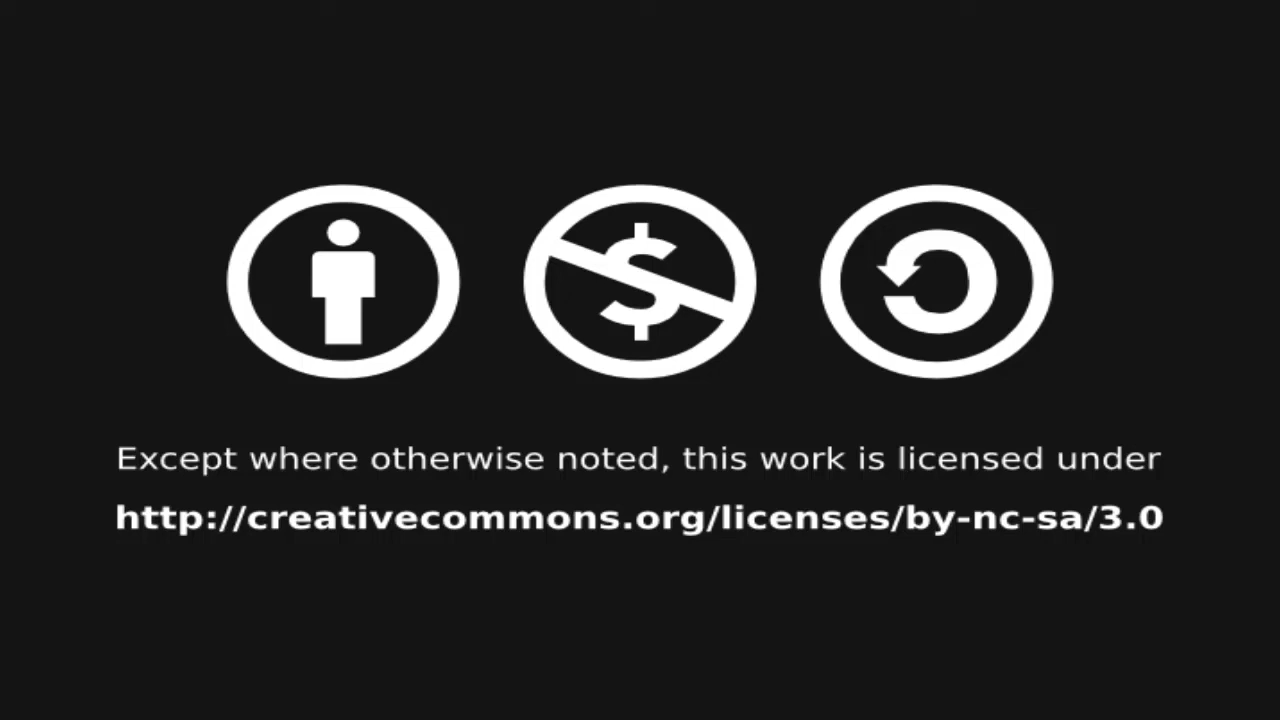 Except where otherwise noted, this work is licensed under
http://creativecommons.org/licenses/by-nc-sa/3.0